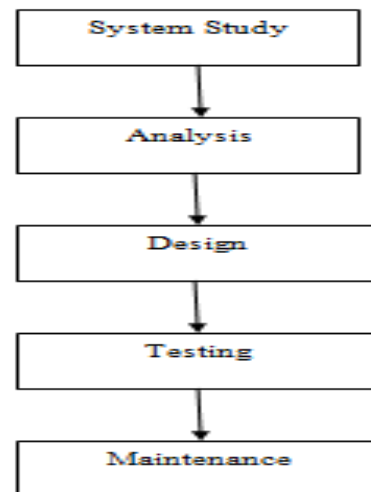 System Study
Analysis
Design
Testing
Maintenance